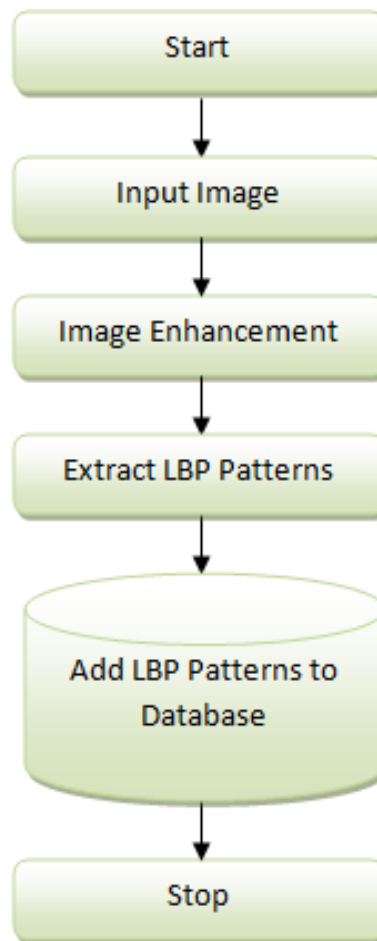 Start
Input Image
Image Enhancement
Extract LBP Patterns
Add LBP Patterns to
Database
Stop